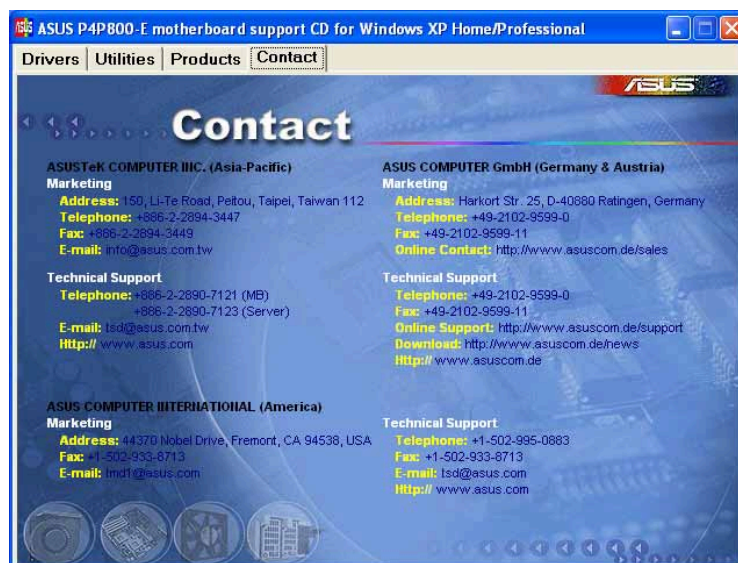 ASUS P4P800-E motherboard support CD for Windows XP Home/Professional
Drivers Utilities Products Contact
ASUS
Contact
ASUSTeK COMPUTER INC. (Asia-Pacific)
Marketing
Address: 150, Li-Te Road, Peitou, Taipei, Taiwan 112
Telephone: +886-2-2894-3447
Fax: +886-2-2894-3449
E-mail: info@asus.com.tw
Technical Support
Telephone: +886-2-2890-7121 (MB)
+886-2-2890-7123 (Server)
E-mail: tsd@asus.com.tw
Http:// www.asus.com
ASUS COMPUTER GmbH (Germany & Austria)
Marketing
Address: Harkort Str. 25, D-40880 Ratingen, Germany
Telephone: +49-2102-9599-0
Fax: +49-2102-9599-11
Online Contact: http://www.asuscom.de/sales
Technical Support
Telephone: +49-2102-9599-0
Fax: +49-2102-9599-11
Online Support: http://www.asuscom.de/support
Download: http://www.asuscom.de/news
Http:// www.asuscom.de
ASUS COMPUTER INTERNATIONAL (America)
Marketing
Address: 44370 Nobel Drive, Fremont, CA 94538, USA
Fax: +1-502-933-8713
E-mail: tmd1@asus.com
Technical Support
Telephone: +1-502-995-0883
Fax: +1-502-933-8713
E-mail: tsd@asus.com
Http:// www.asus.com